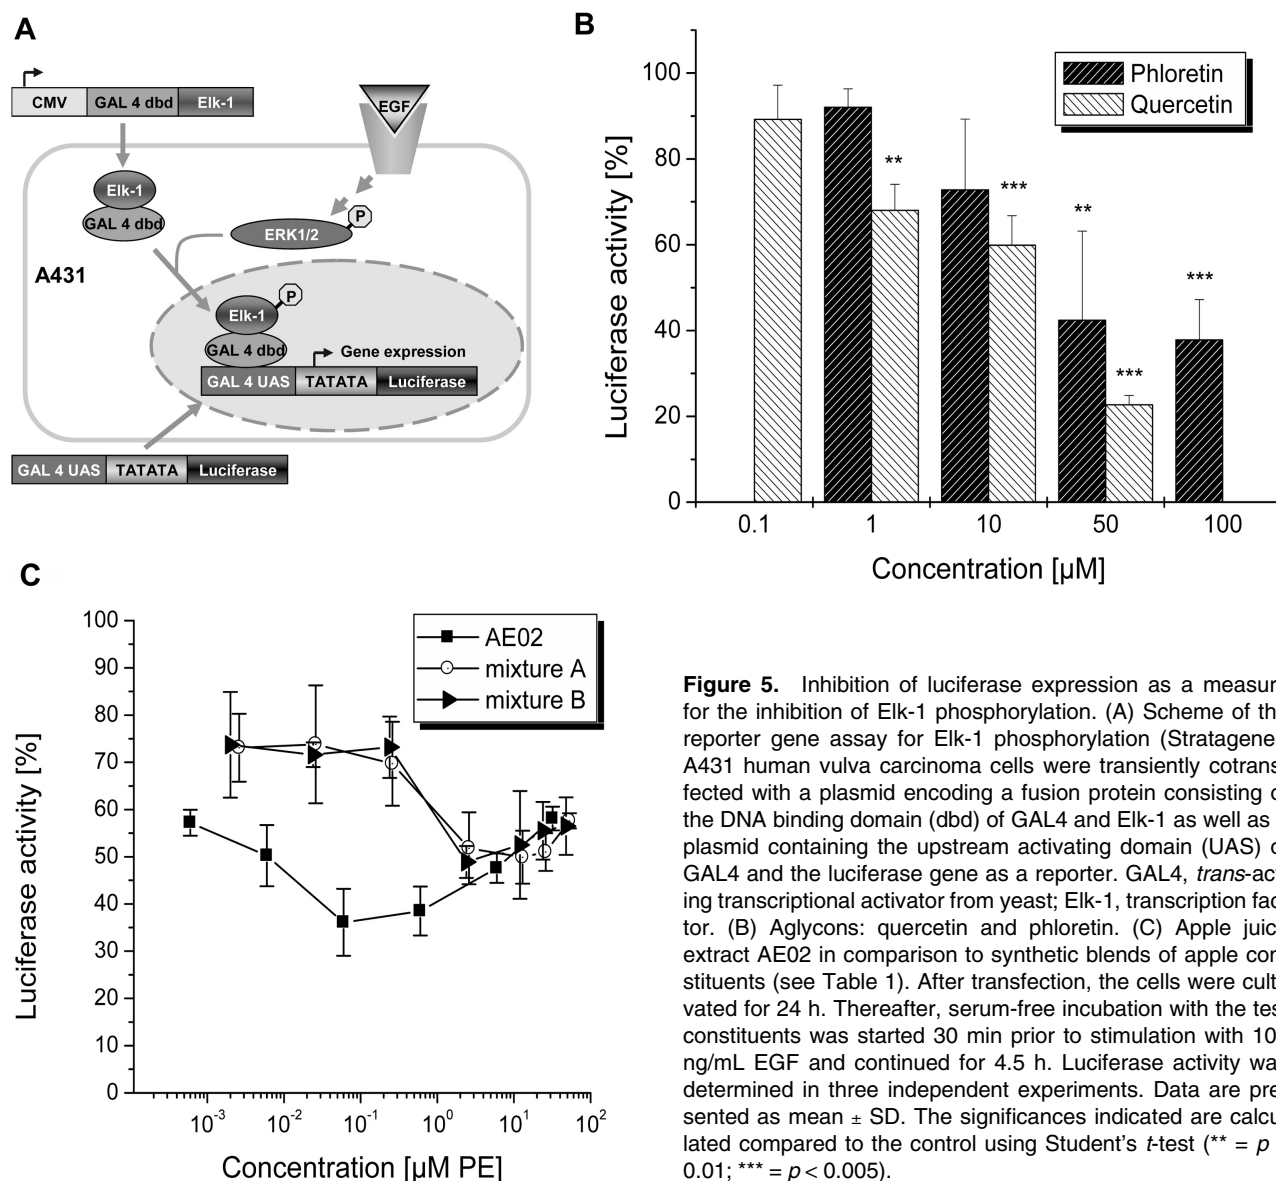 A
CMV GAL 4 dbd Elk-1
EGF
Elk-1
GAL 4 dbd
P
ERK1/2
A431
P
Elk-1
GAL 4 dbd
Gene expression
GAL 4 UAS TATATA Luciferase
GAL 4 UAS TATATA Luciferase
B
Luciferase activity [%]
100
80
60
40
20
0
Phloretin
Quercetin
**
***
**
***
***
0.1 1 10 50 100
Concentration [µM]
C
Luciferase activity [%]
100
90
80
70
60
50
40
30
20
10
0
AE02
mixture A
mixture B
10-3 10-2 10-1 100 101 102
Concentration [µM PE]
Figure 5. Inhibition of luciferase expression as a measur
for the inhibition of Elk-1 phosphorylation. (A) Scheme of th
reporter gene assay for Elk-1 phosphorylation (Stratagene
A431 human vulva carcinoma cells were transiently cotrans
fected with a plasmid encoding a fusion protein consisting o
the DNA binding domain (dbd) of GAL4 and Elk-1 as well as
plasmid containing the upstream activating domain (UAS) o
GAL4 and the luciferase gene as a reporter. GAL4, trans-act
ing transcriptional activator from yeast; Elk-1, transcription fac
tor. (B) Aglycons: quercetin and phloretin. (C) Apple juic
extract AE02 in comparison to synthetic blends of apple con
stituents (see Table 1). After transfection, the cells were cult
vated for 24 h. Thereafter, serum-free incubation with the tes
constituents was started 30 min prior to stimulation with 10
ng/mL EGF and continued for 4.5 h. Luciferase activity wa
determined in three independent experiments. Data are pre
sented as mean ± SD. The significances indicated are calcu
lated compared to the control using Student's t-test (** = p
0.01; *** = p < 0.005).